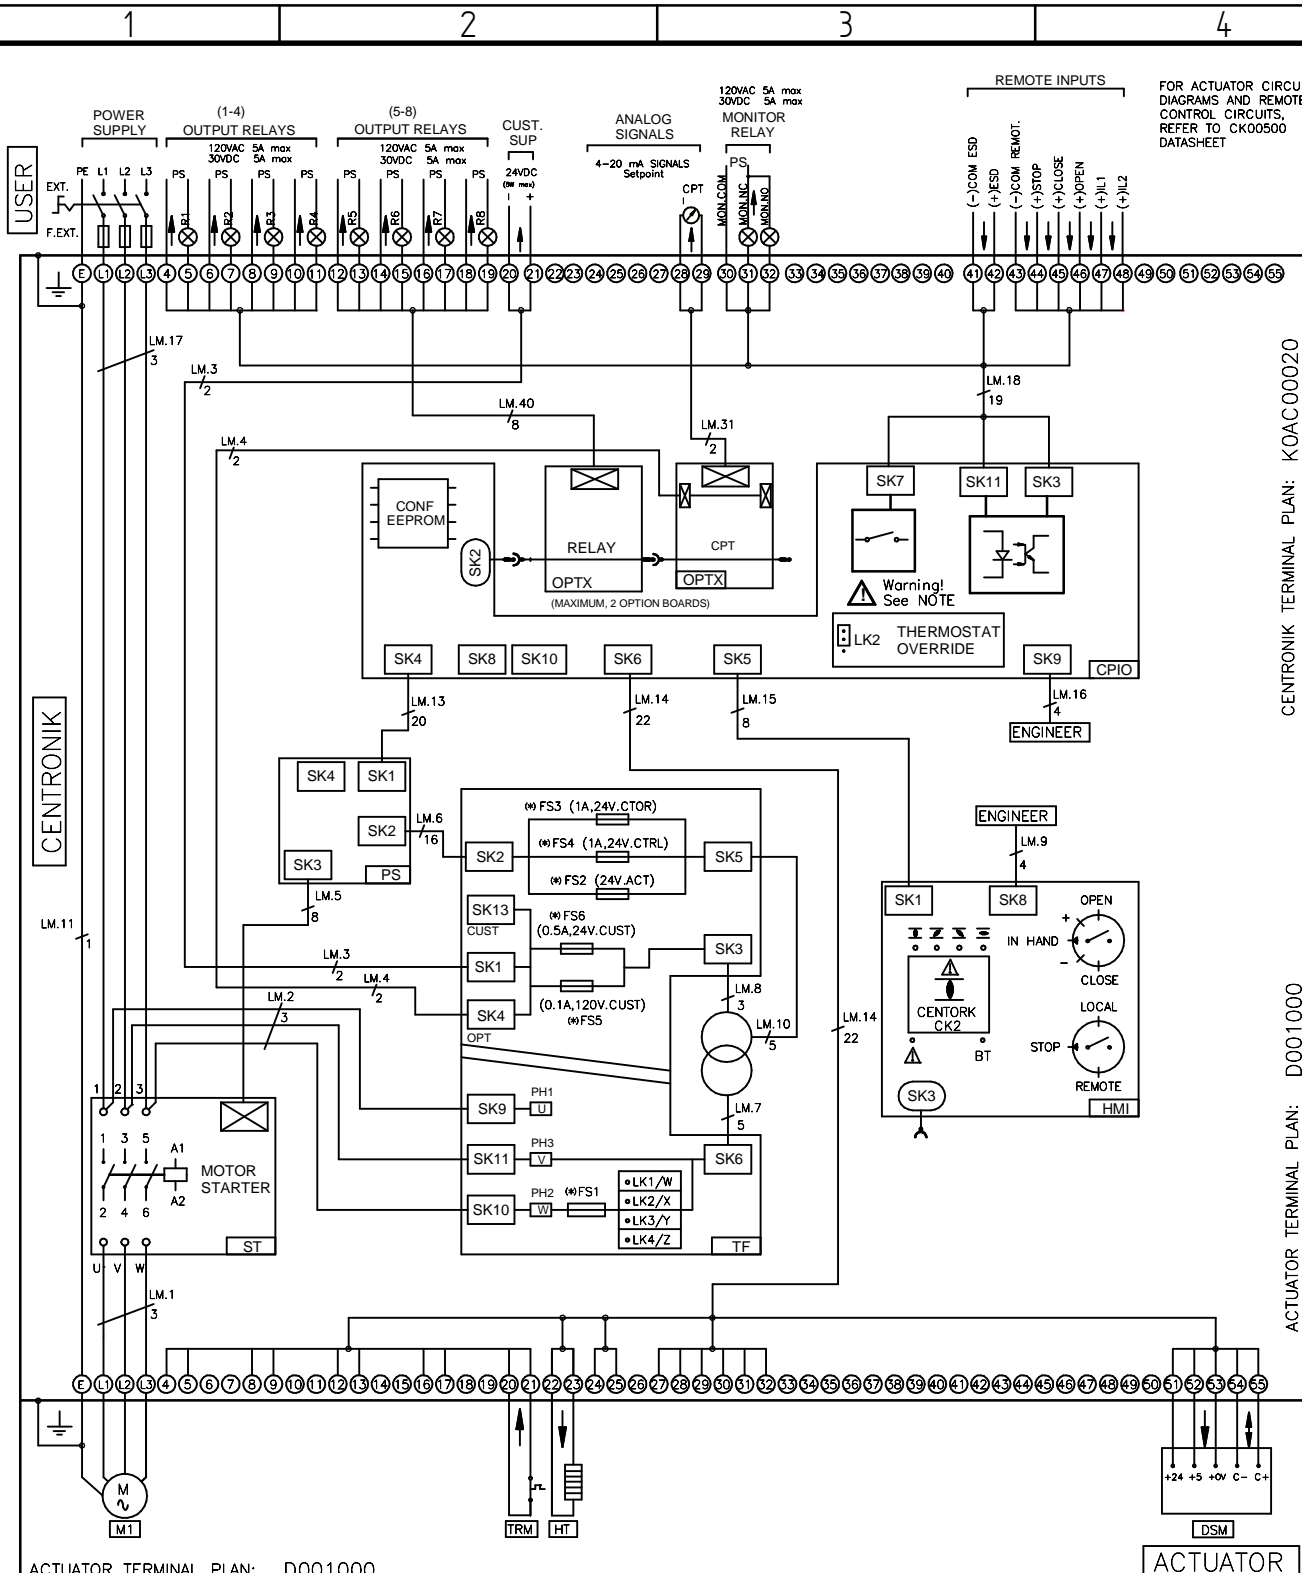 1 2 3 4
POWER
SUPPLY
(1-4)
OUTPUT RELAYS
120VAC 5A max
30VDC 5A max
(5-8)
OUTPUT RELAYS
120VAC 5A max
30VDC 5A max
CUST.
SUP
24VDC
(5W max)
- +
ANALOG
SIGNALS
4-20 mA SIGNALS
Setpoint
120VAC 5A max
30VDC 5A max
MONITOR
RELAY
REMOTE INPUTS
FOR ACTUATOR CIRCU
DIAGRAMS AND REMOTE
CONTROL CIRCUITS,
REFER TO CK00500
DATASHEET
USER
EXT.
F.EXT.
PE L1 L2 L3
PS PS PS PS PS PS PS PS
R1 R2 R3 R4 R5 R6 R7 R8
CPT
PS
MON.COM
MON.NC
MON.NO
(-)COM ESD
(+)ESD
(-)COM REMOT.
(+)STOP
(+)CLOSE
(+)OPEN
(+)IL1
(+)IL2
E L1 L2 L3 4 5 6 7 8 9 10 11 12 13 14 15 16 17 18 19 20 21 22 23 24 25 26 27 28 29 30 31 32 33 34 35 36 37 38 39 40 41 42 43 44 45 46 47 48 49 50 51 52 53 54 55
LM.17
3
LM.3
2
LM.40
8
LM.4
2
LM.31
2
LM.18
19
CENTRONIK TERMINAL PLAN: K0AC00020
CONF
EEPROM
SK2
RELAY
OPTX
CPT
OPTX
(MAXIMUM, 2 OPTION BOARDS)
SK7
SK11
SK3
Warning!
See NOTE
LK2
THERMOSTAT
OVERRIDE
SK4
SK8
SK10
SK6
SK5
SK9
CPIO
LM.13
20
LM.14
22
LM.15
8
LM.16
4
ENGINEER
CENTRONIK
SK4
SK1
SK2
SK3
PS
LM.6
16
LM.5
8
(*)FS3 (1A,24V.CTOR)
(*)FS4 (1A,24V.CTRL)
(*)FS2 (24V.ACT)
SK2
SK5
SK13
CUST
(*)FS6
(0.5A,24V.CUST)
SK1
SK3
SK4
OPT
(0.1A,120V.CUST)
(*)FS5
LM.8
3
LM.10
5
LM.7
5
LM.14
22
LM.11
1
LM.3
2
LM.4
2
LM.2
3
ENGINEER
LM.9
4
SK1
SK8
OPEN
+
IN HAND
-
CLOSE
CENTORK
CK2
BT
LOCAL
STOP
REMOTE
SK3
HMI
SK9
PH1
U
SK11
PH3
V
SK10
PH2
W
(*)FS1
LK1/W
LK2/X
LK3/Y
LK4/Z
SK6
TF
1 2 3
1 3 5
A1
A2
2 4 6
MOTOR
STARTER
ST
U V W
LM.1
3
ACTUATOR TERMINAL PLAN: D001000
E L1 L2 L3 4 5 6 7 8 9 10 11 12 13 14 15 16 17 18 19 20 21 22 23 24 25 26 27 28 29 30 31 32 33 34 35 36 37 38 39 40 41 42 43 44 45 46 47 48 49 50 51 52 53 54 55
M
M1
TRM
HT
+24 +5 +0V C- C+
DSM
ACTUATOR
ACTUATOR TERMINAL PLAN: D001000